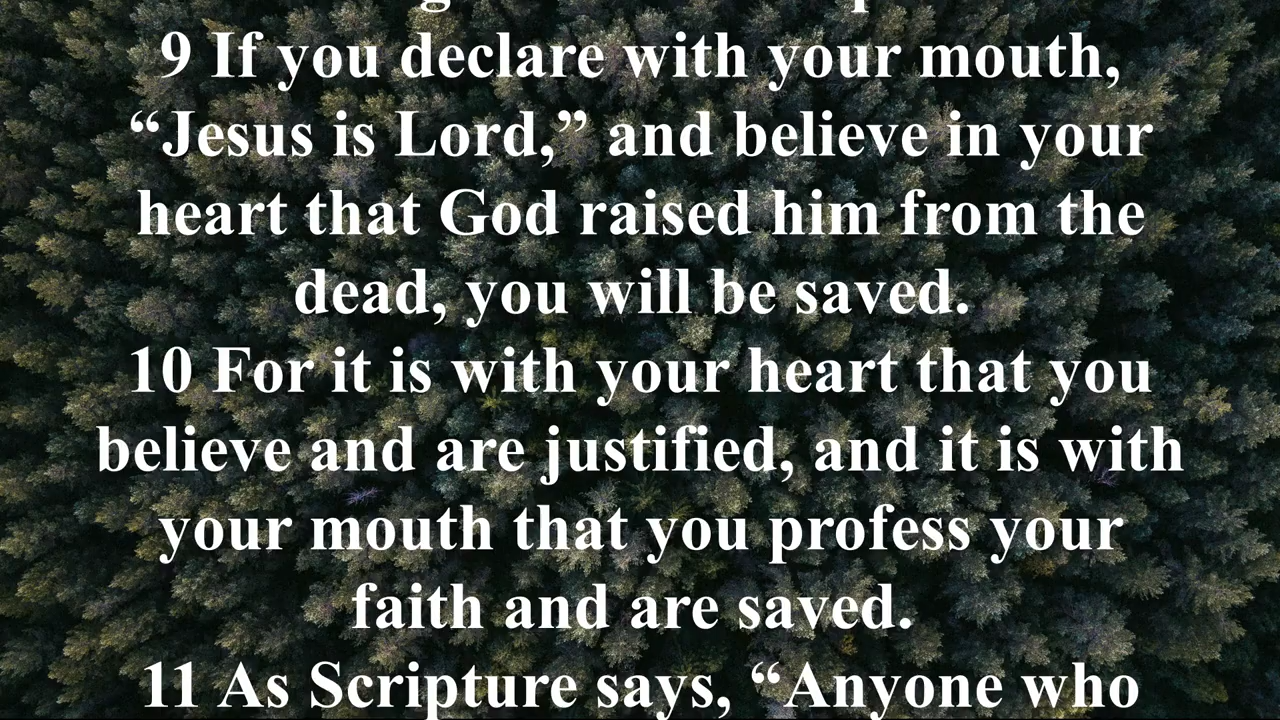 9 If you declare with your mouth,
“Jesus is Lord,” and believe in your
heart that God raised him from the
dead, you will be saved.
10 For it is with your heart that you
believe and are justified, and it is with
your mouth that you profess your
faith and are saved.
11 As Scripture says, “Anyone who